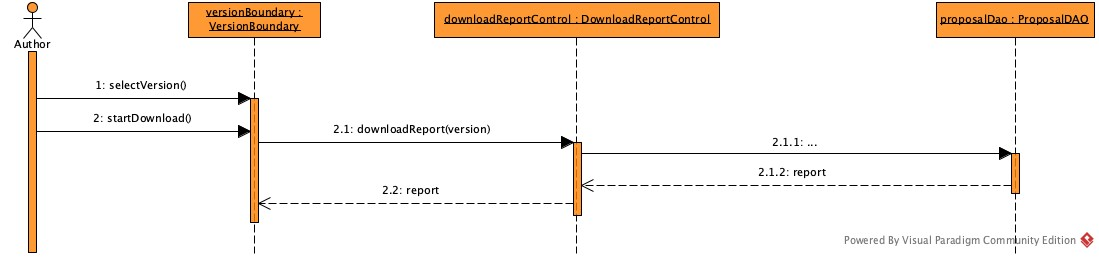 versionBoundary :
VersionBoundary
downloadReportControl : DownloadReportControl
proposalDao : ProposalDAO
Author
1: selectVersion()
2: startDownload()
2.1: downloadReport(version)
2.1.1: ...
2.1.2: report
2.2: report
Powered By Visual Paradigm Community Edition